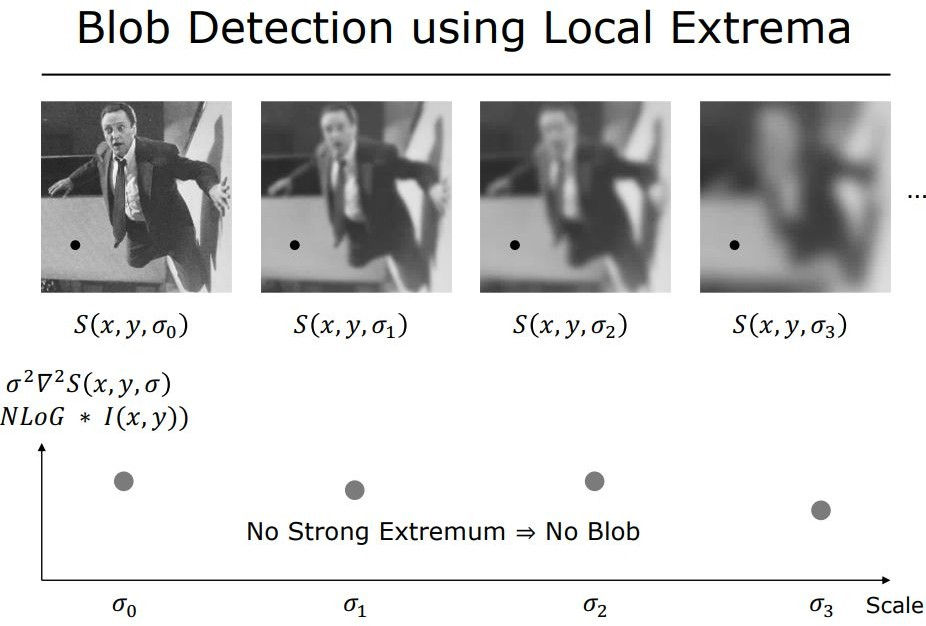 Blob Detection using Local Extrema
...
S(x, y, σ₀) S(x, y, σ₁) S(x, y, σ₂) S(x, y, σ₃)
σ²∇²S(x, y, σ)
NLoG ∗ I(x, y))
No Strong Extremum ⇒ No Blob
σ₀ σ₁ σ₂ σ₃ Scale